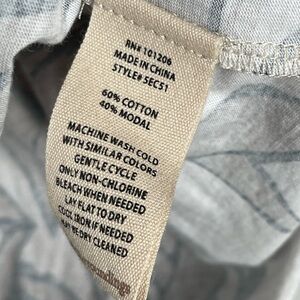 RN# 101206
MADE IN CHINA
STYLE# 5EC51
60% COTTON
40% MODAL
MACHINE WASH COLD
WITH SIMILAR COLORS
GENTLE CYCLE
ONLY NON-CHLORINE
BLEACH WHEN NEEDED
LAY FLAT TO DRY
COOL IRON IF NEEDED
MAY BE DRY CLEANED